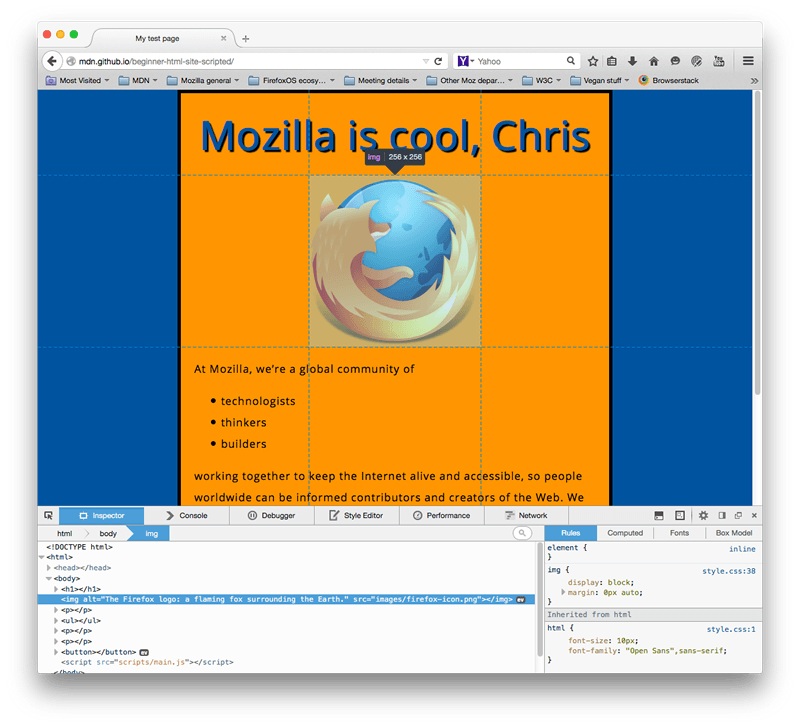 My test page
mdn.github.io/beginner-html-site-scripted/
Yahoo
Most Visited MDN Mozilla general FirefoxOS ecosy... Meeting details Other Moz depar... W3C Vegan stuff Browserstack
Mozilla is cool, Chris
img 256 x 256
At Mozilla, we're a global community of
technologists
thinkers
builders
working together to keep the Internet alive and accessible, so people
worldwide can be informed contributors and creators of the Web. We
Inspector Console Debugger Style Editor Performance Network
html body img
Rules Computed Fonts Box Model
<!DOCTYPE html>
<html>
<head></head>
<body>
<h1></h1>
<img alt="The Firefox logo: a flaming fox surrounding the Earth." src="images/firefox-icon.png"></img> ev
<p></p>
<ul></ul>
<p></p>
<p></p>
<button></button> ev
<script src="scripts/main.js"></script>
</body>
element { inline
}
img { style.css:38
display: block;
margin: 0px auto;
}
Inherited from html
html { style.css:1
font-size: 10px;
font-family: "Open Sans",sans-serif;
}